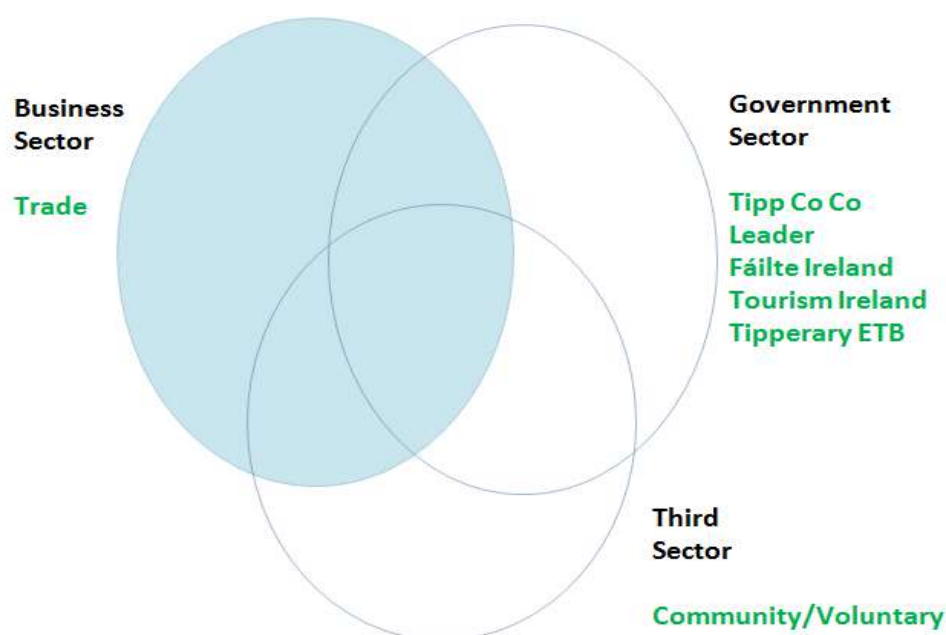 Business
Sector
Trade
Government
Sector
Tipp Co Co
Leader
Fáilte Ireland
Tourism Ireland
Tipperary ETB
Third
Sector
Community/Voluntary